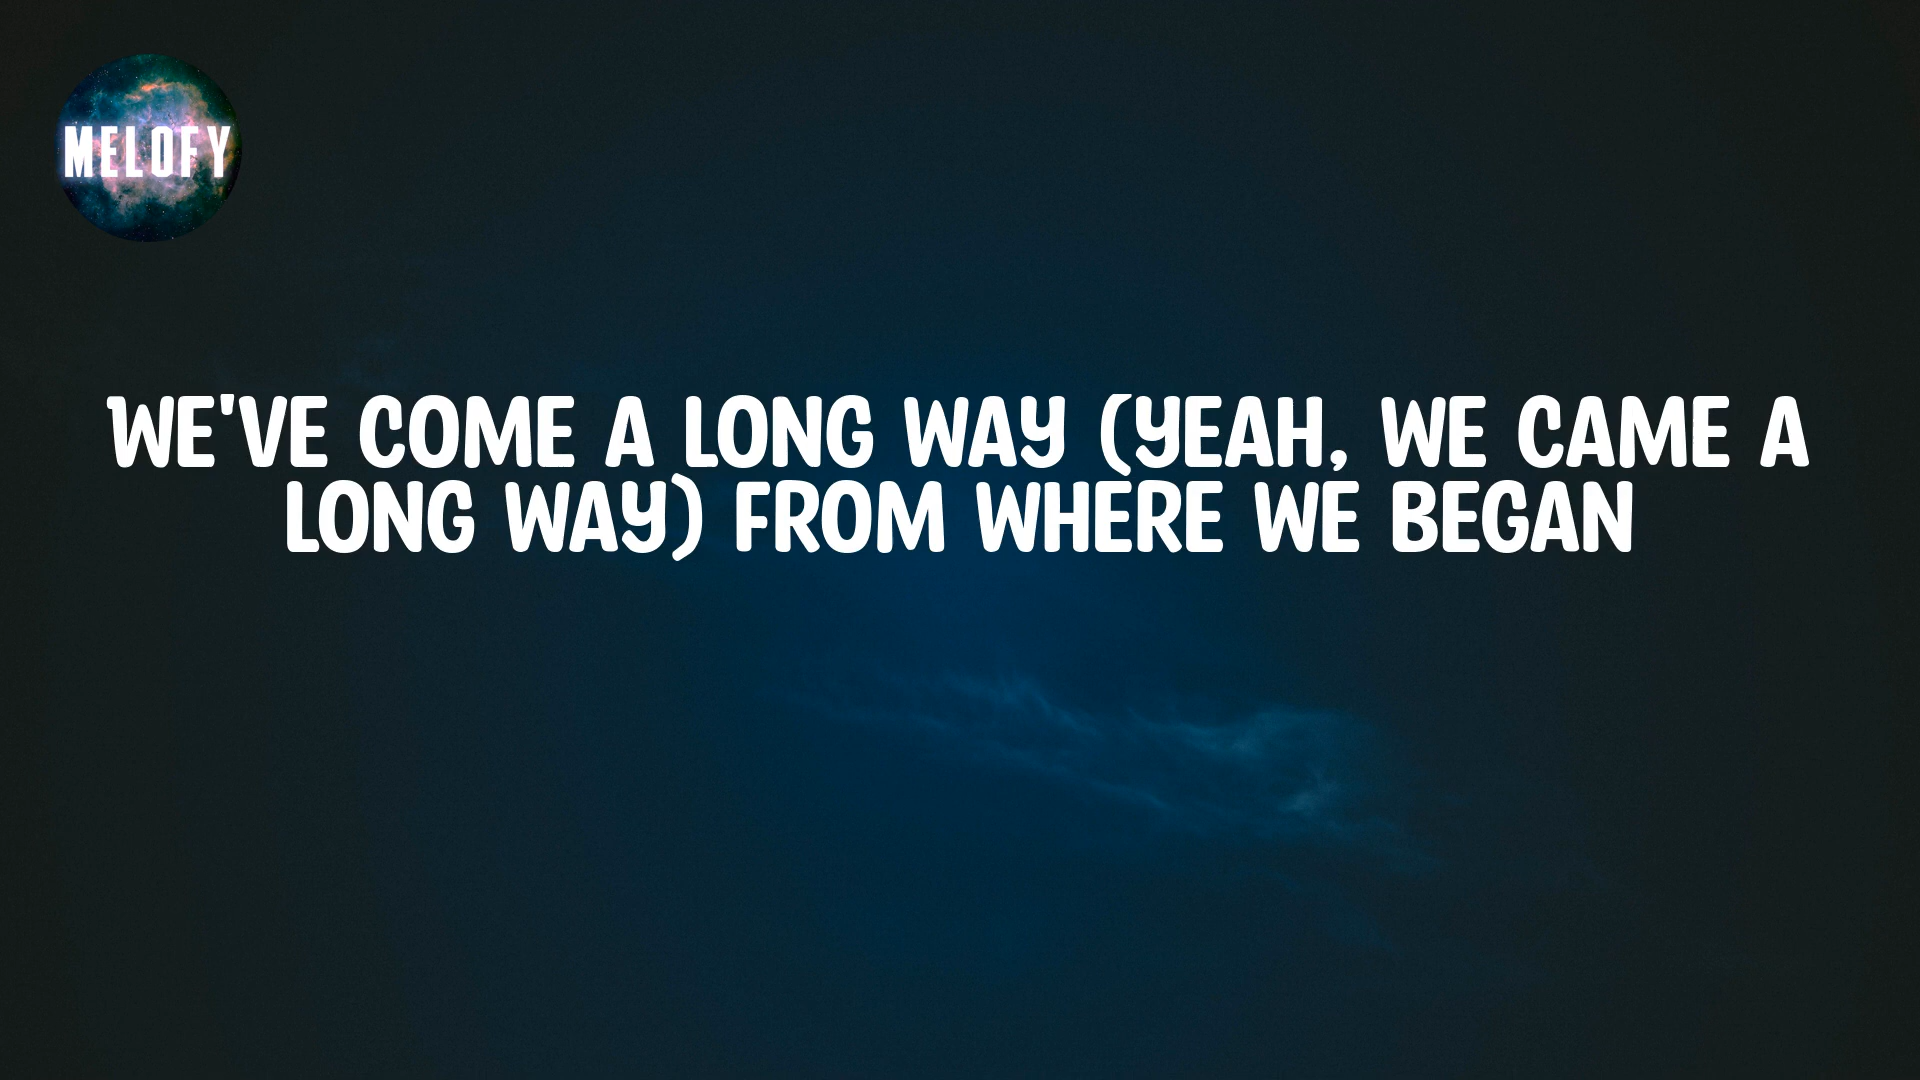 MELOFY
WE'VE COME A LONG WAY (YEAH, WE CAME A
LONG WAY) FROM WHERE WE BEGAN